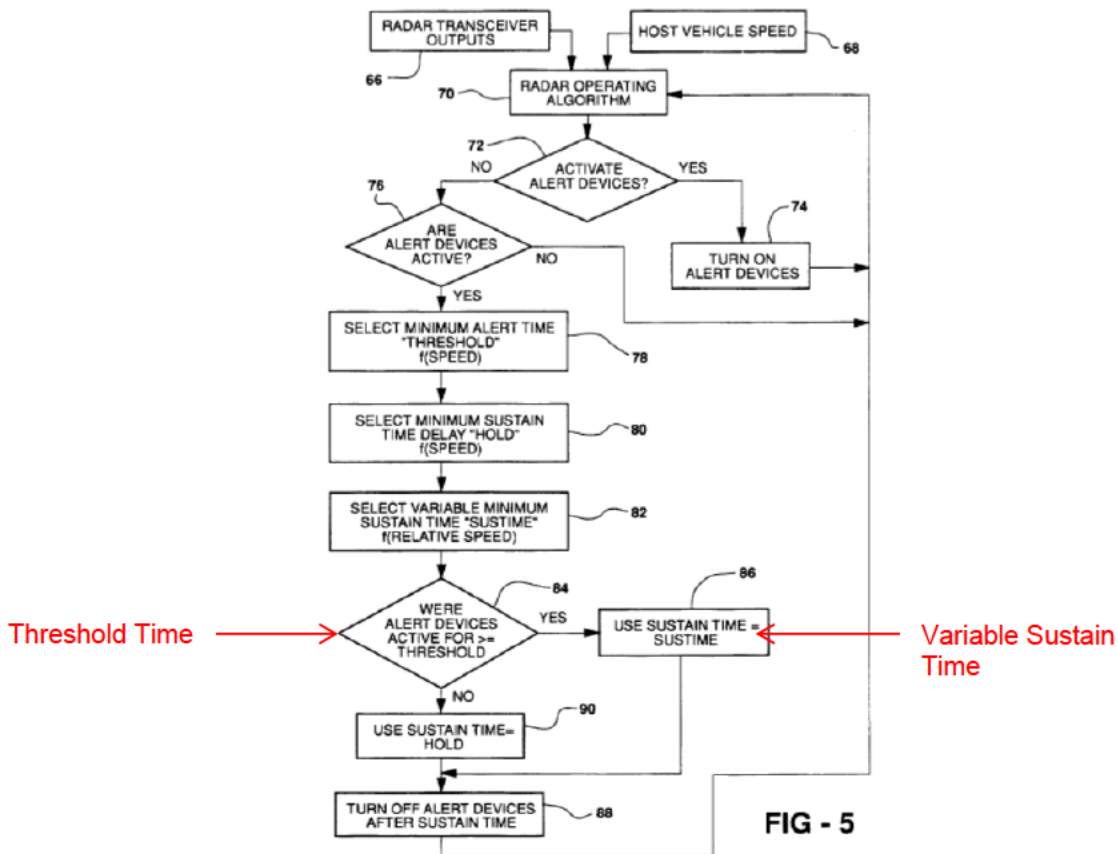 RADAR TRANSCEIVER
OUTPUTS
66
HOST VEHICLE SPEED
68
70
RADAR OPERATING
ALGORITHM
72
NO
ACTIVATE
ALERT DEVICES?
YES
76
ARE
ALERT DEVICES
ACTIVE?
NO
74
TURN ON
ALERT DEVICES
YES
SELECT MINIMUM ALERT TIME
"THRESHOLD"
f(SPEED)
78
SELECT MINIMUM SUSTAIN
TIME DELAY "HOLD"
f(SPEED)
80
SELECT VARIABLE MINIMUM
SUSTAIN TIME "SUSTIME"
f(RELATIVE SPEED)
82
Threshold Time
84
WERE
ALERT DEVICES
ACTIVE FOR >=
THRESHOLD
YES
86
USE SUSTAIN TIME =
SUSTIME
Variable Sustain
Time
NO
90
USE SUSTAIN TIME=
HOLD
TURN OFF ALERT DEVICES
AFTER SUSTAIN TIME
88
FIG - 5